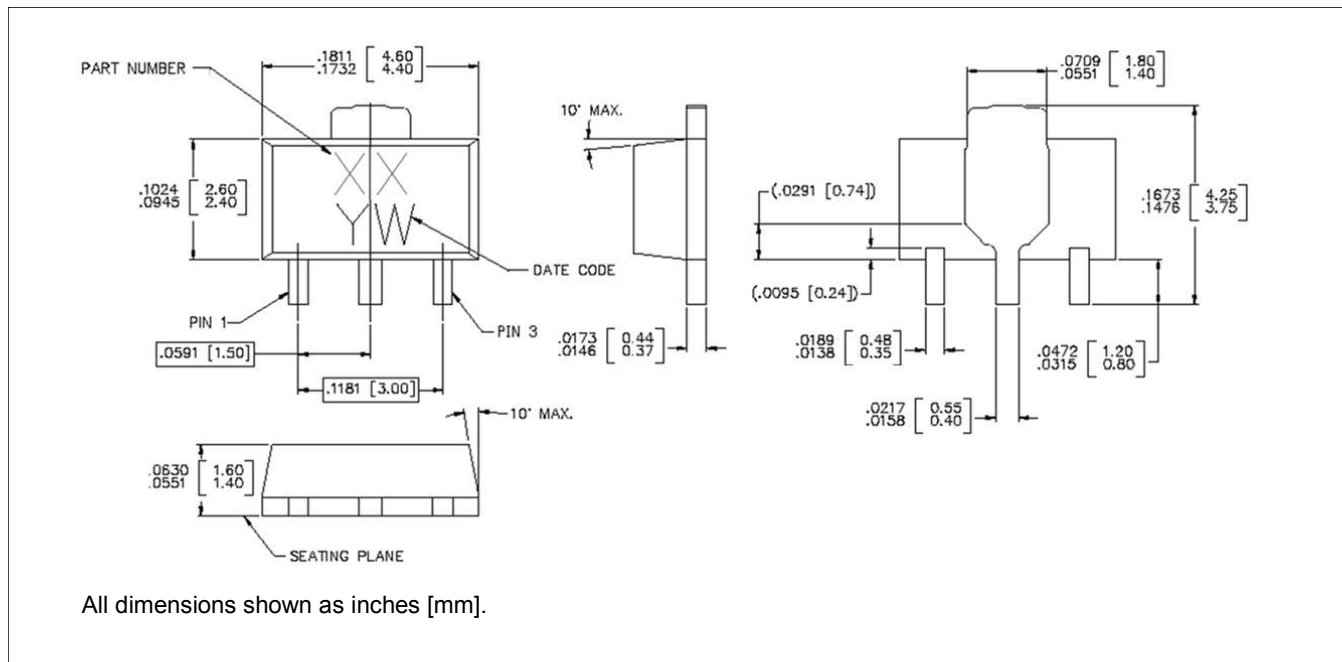 PART NUMBER
.1811 [ 4.60
.1732 4.40 ]
XX
YW
.1024 [ 2.60
.0945 2.40 ]
DATE CODE
PIN 1
PIN 3
.0591 [1.50]
.1181 [3.00]
10° MAX.
.0630 [ 1.60
.0551 1.40 ]
SEATING PLANE
10° MAX.
.0173 [ 0.44
.0146 0.37 ]
.0709 [ 1.80
.0551 1.40 ]
(.0291 [0.74])
(.0095 [0.24])
.1673 [ 4.25
.1476 3.75 ]
.0189 [ 0.48
.0138 0.35 ]
.0472 [ 1.20
.0315 0.80 ]
.0217 [ 0.55
.0158 0.40 ]
All dimensions shown as inches [mm].